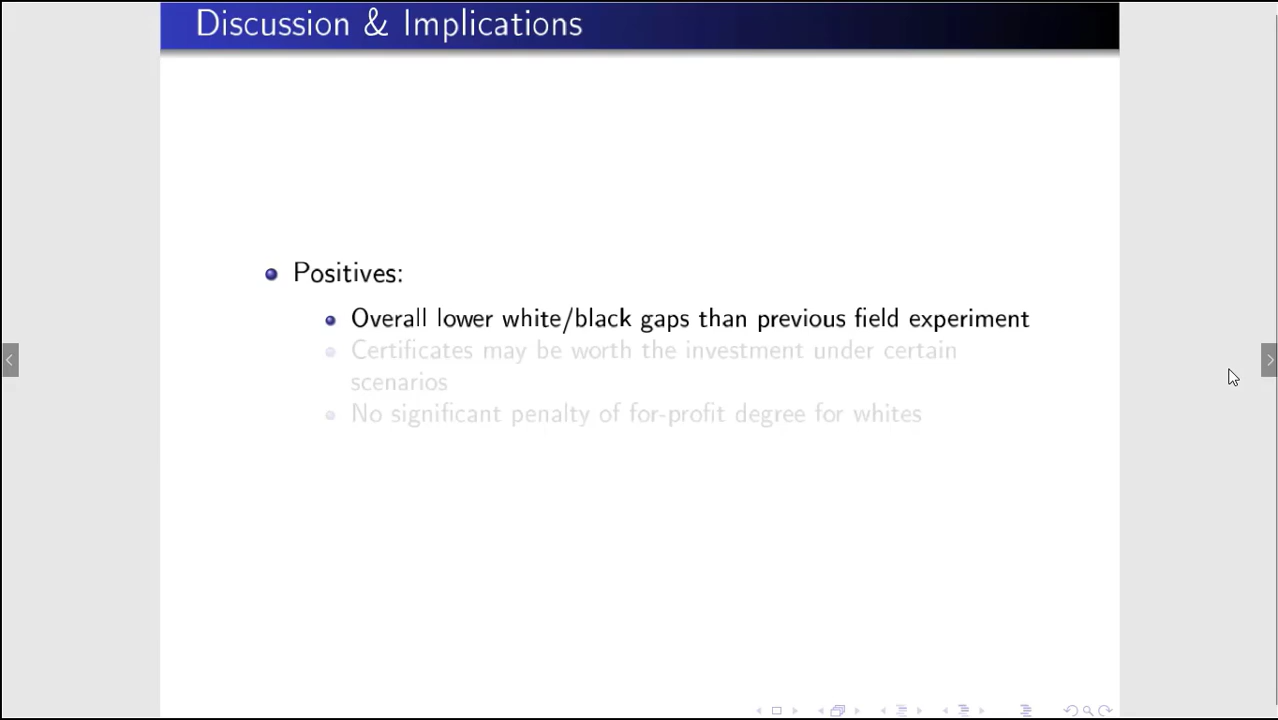 Discussion & Implications
Positives:
Overall lower white/black gaps than previous field experiment
Certificates may be worth the investment under certain
scenarios
No significant penalty of for-profit degree for whites